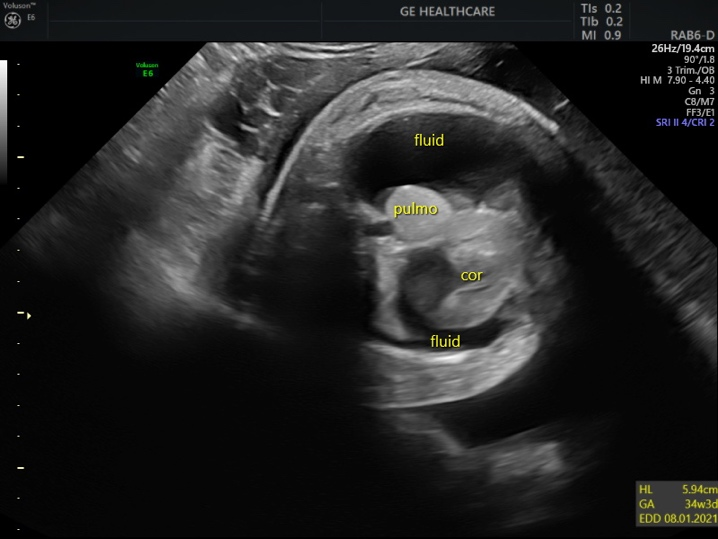 Voluson™
E6
GE HEALTHCARE
TIs 0.2
TIb 0.2
MI 0.9
RAB6-D
26Hz/19.4cm
90°/1.8
3 Trim./OB
HI M 7.90 - 4.40
Gn 3
C8/M7
FF3/E1
SRI II 4/CRI 2
Voluson
E6
fluid
pulmo
cor
fluid
HL 5.94cm
GA 34w3d
EDD 08.01.2021